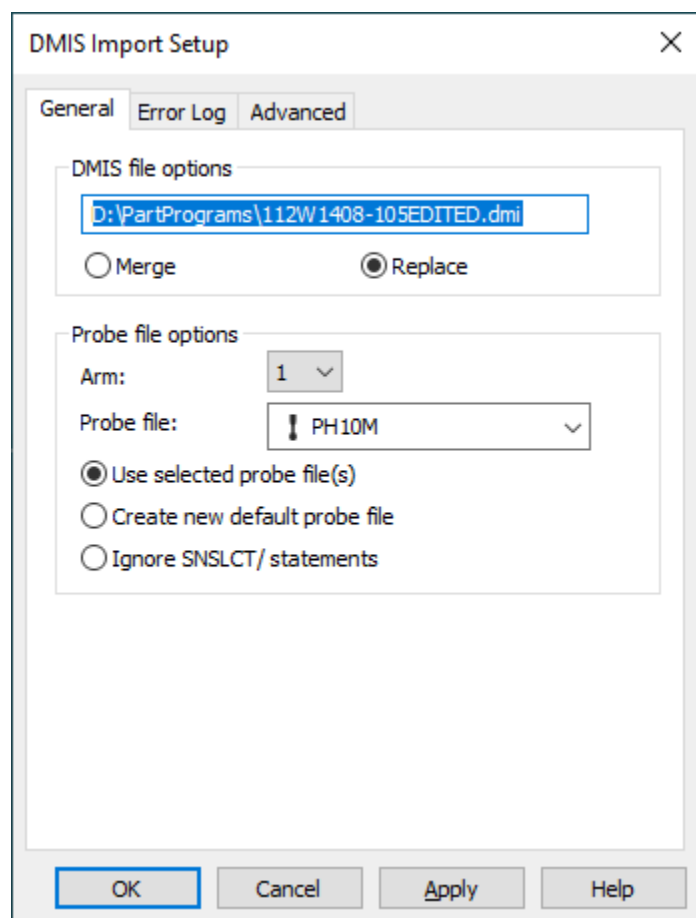 DMIS Import Setup
General Error Log Advanced
DMIS file options
D:\PartPrograms\112W1408-105EDITED.dmi
Merge Replace
Probe file options
Arm: 1
Probe file: PH10M
Use selected probe file(s)
Create new default probe file
Ignore SNSLCT/ statements
OK Cancel Apply Help